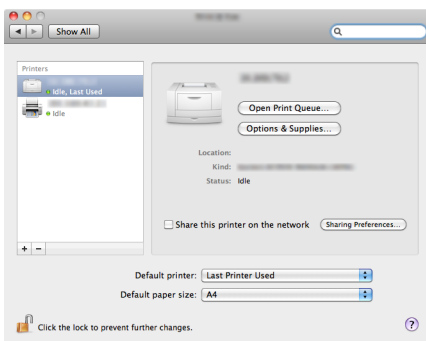 Show All
Printers
Idle, Last Used
Idle
Open Print Queue...
Options & Supplies...
Location:
Kind:
Status: Idle
Share this printer on the network
Sharing Preferences...
+ −
Default printer: Last Printer Used
Default paper size: A4
Click the lock to prevent further changes.
?